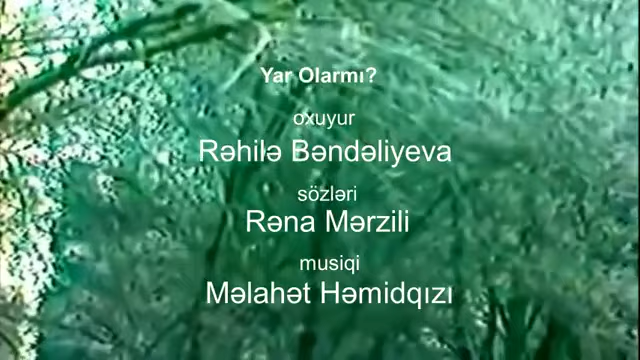 Yar Olarmı?
oxuyur
Rəhilə Bəndəliyeva
sözləri
Rəna Mərzili
musiqi
Məlahət Həmidqızı